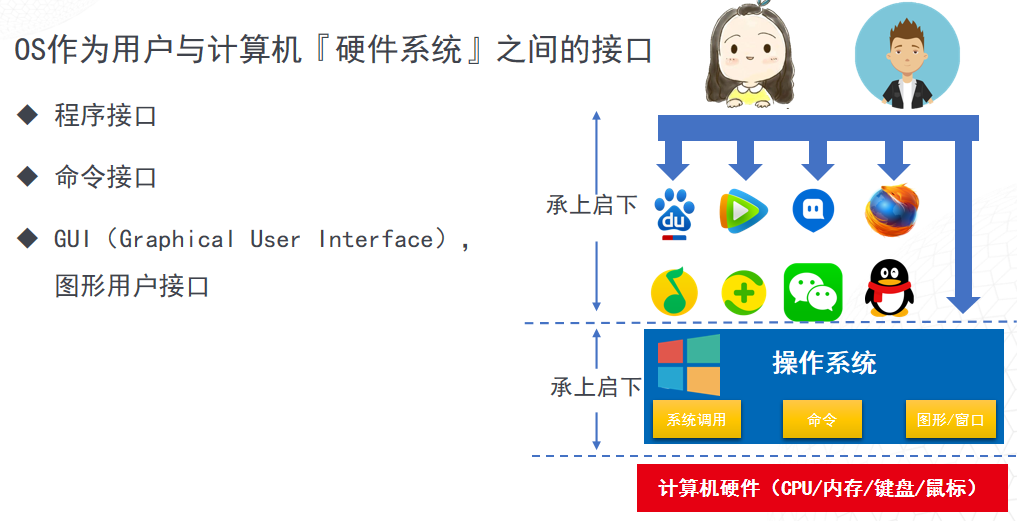 OS作为用户与计算机『硬件系统』之间的接口
◆ 程序接口
◆ 命令接口
◆ GUI（Graphical User Interface），
图形用户接口
承上启下
du
承上启下
操作系统
系统调用
命令
图形/窗口
计算机硬件（CPU/内存/键盘/鼠标）